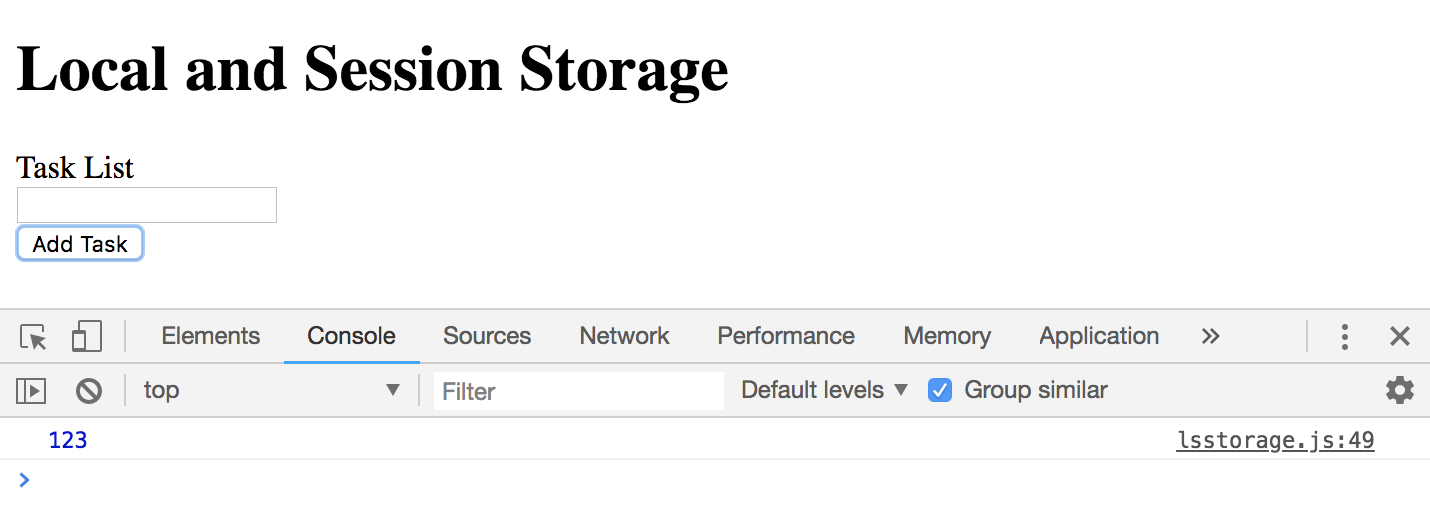 Local and Session Storage
Task List
Add Task
Elements Console Sources Network Performance Memory Application »
top ▼ Filter Default levels ▼ Group similar
123 lsstorage.js:49
>